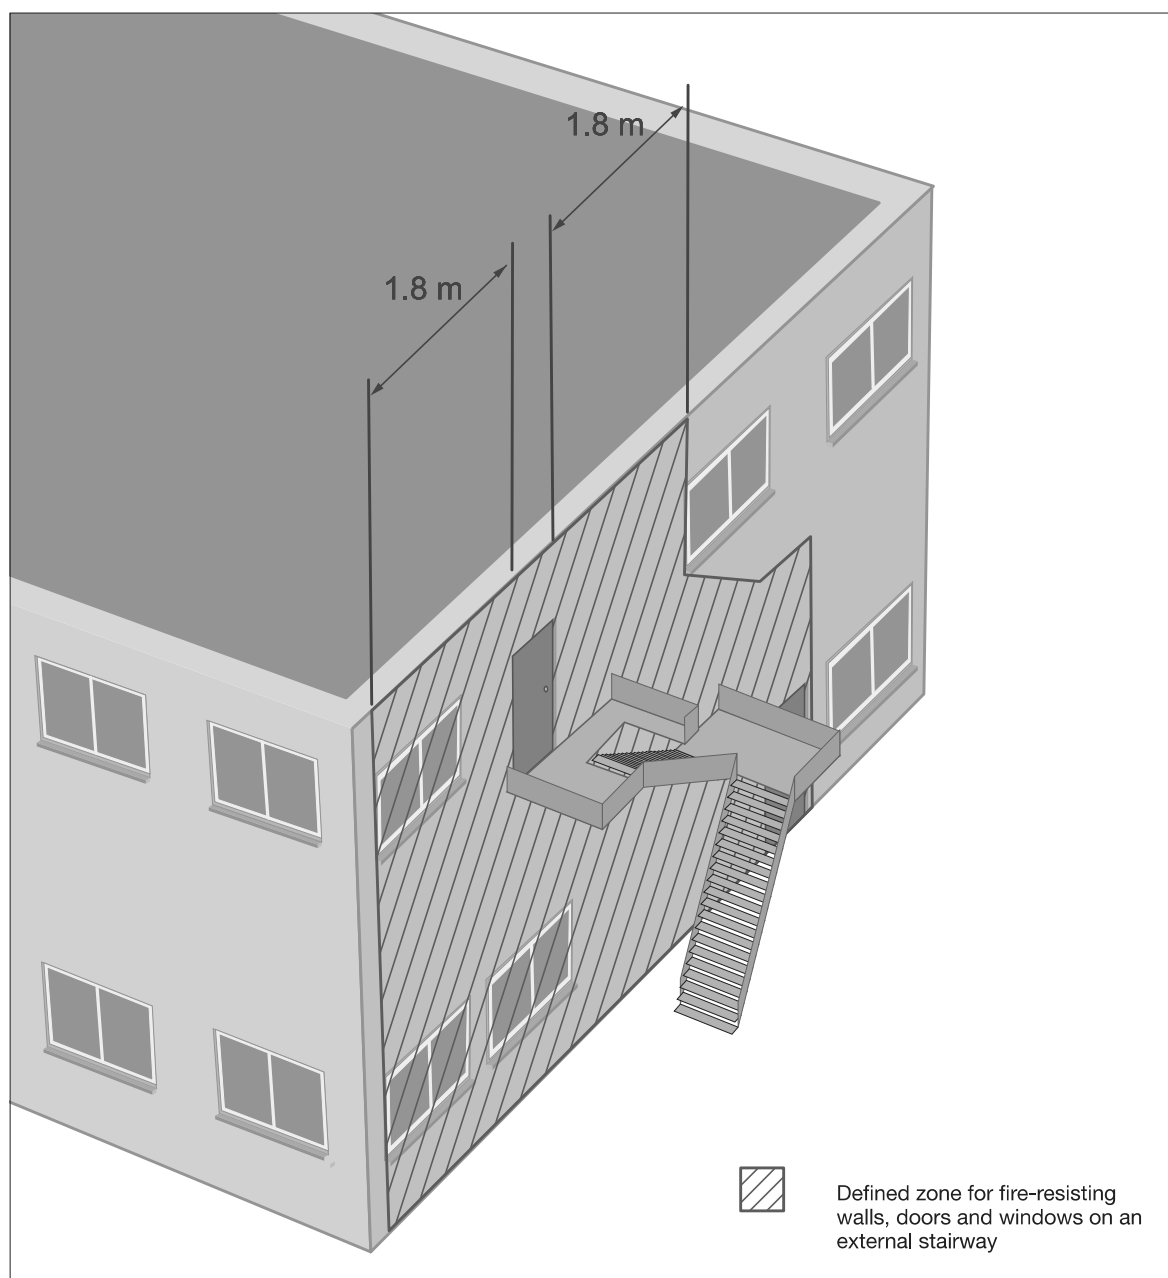 1.8 m
1.8 m
Defined zone for fire-resisting
walls, doors and windows on an
external stairway